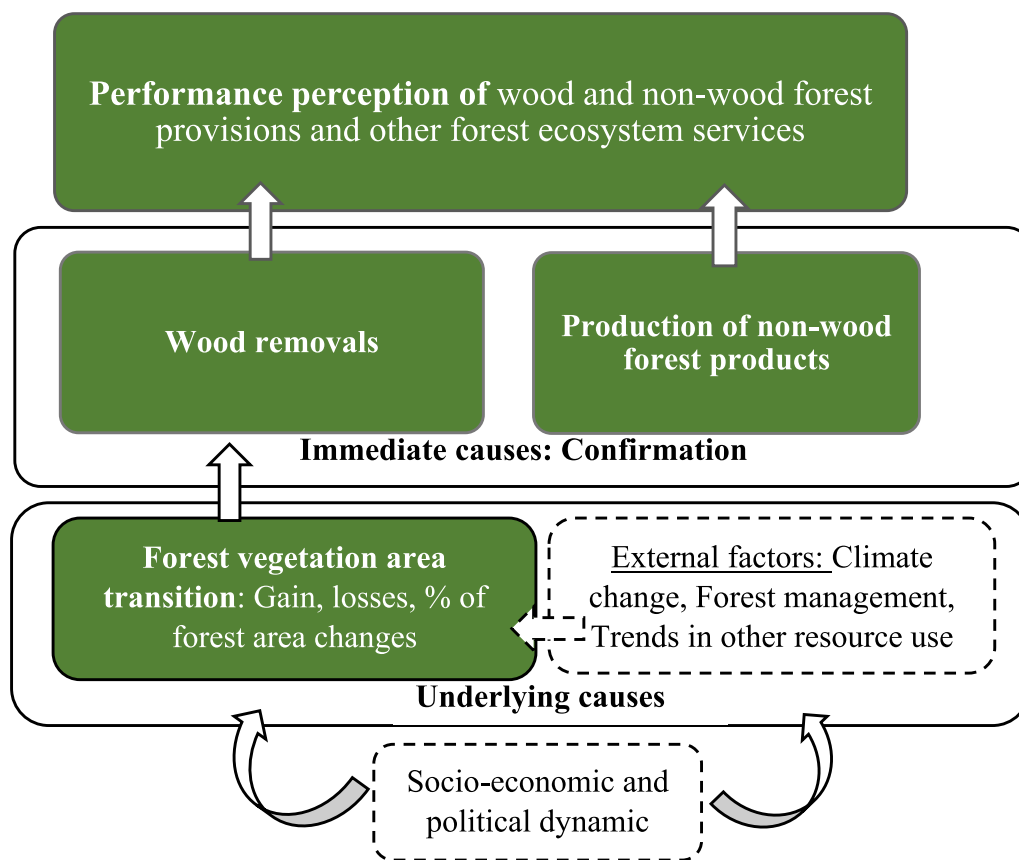 Performance perception of wood and non-wood forest
provisions and other forest ecosystem services
Wood removals
Production of non-wood
forest products
Immediate causes: Confirmation
Forest vegetation area
transition: Gain, losses, % of
forest area changes
External factors: Climate
change, Forest management,
Trends in other resource use
Underlying causes
Socio-economic and
political dynamic